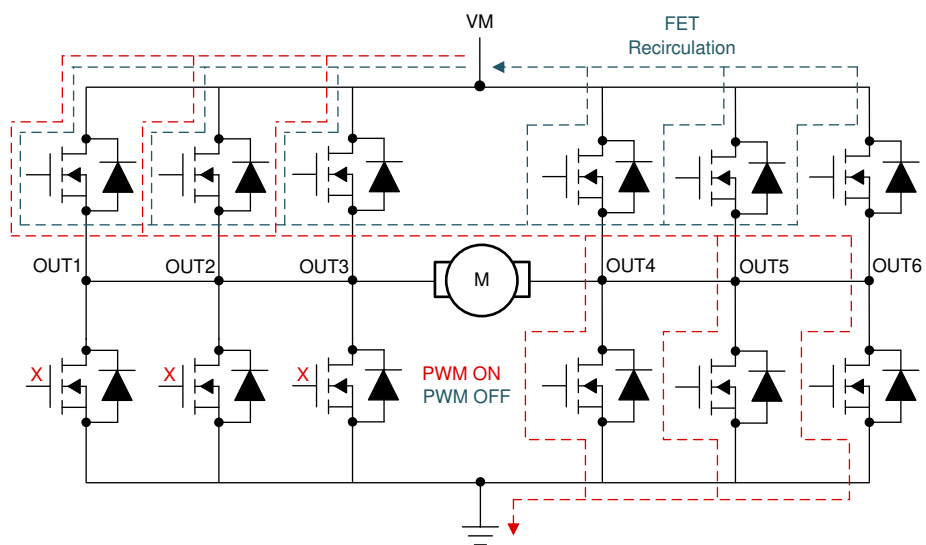 VM
FET
Recirculation
OUT1
OUT2
OUT3
M
OUT4
OUT5
OUT6
X
X
X
PWM ON
PWM OFF